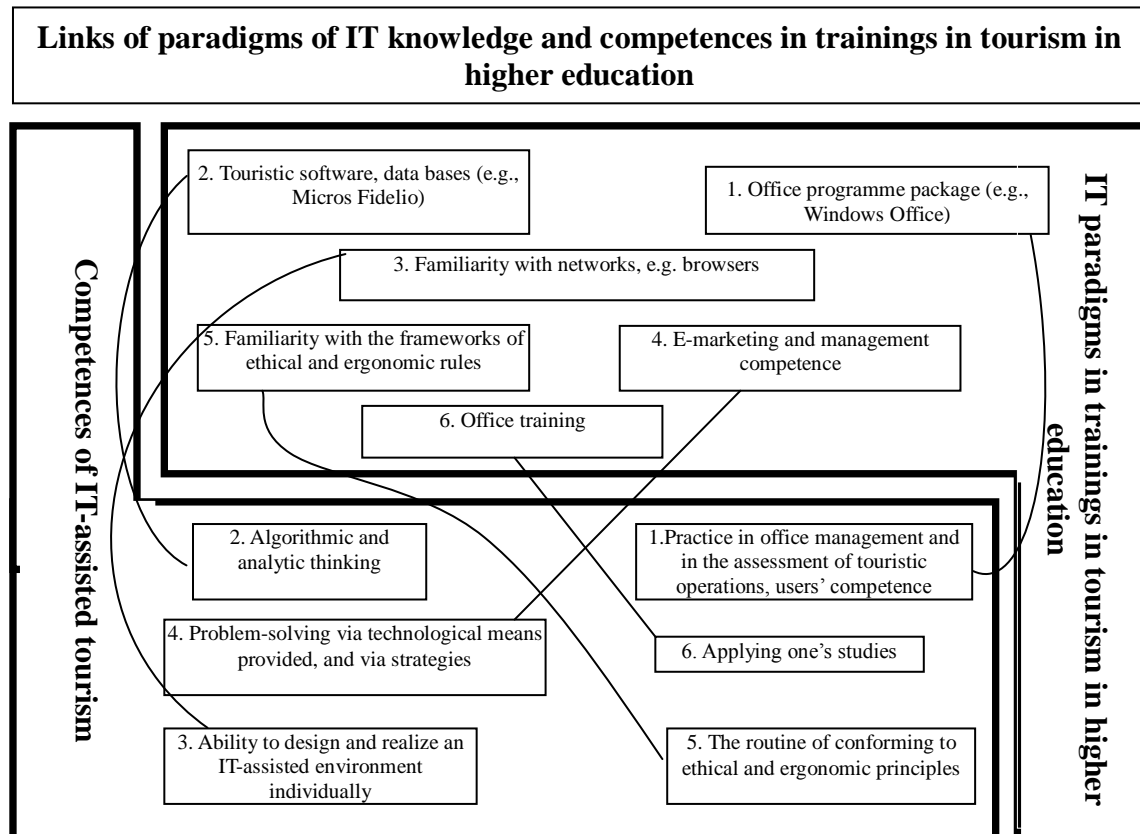 Links of paradigms of IT knowledge and competences in trainings in tourism in
higher education
2. Touristic software, data bases (e.g.,
Micros Fidelio)
1. Office programme package (e.g.,
Windows Office)
3. Familiarity with networks, e.g. browsers
5. Familiarity with the frameworks of
ethical and ergonomic rules
4. E-marketing and management
competence
6. Office training
IT paradigms in trainings in tourism in higher
education
Competences of IT-assisted tourism
2. Algorithmic and
analytic thinking
1.Practice in office management and
in the assessment of touristic
operations, users’ competence
4. Problem-solving via technological means
provided, and via strategies
6. Applying one’s studies
3. Ability to design and realize an
IT-assisted environment
individually
5. The routine of conforming to
ethical and ergonomic principles